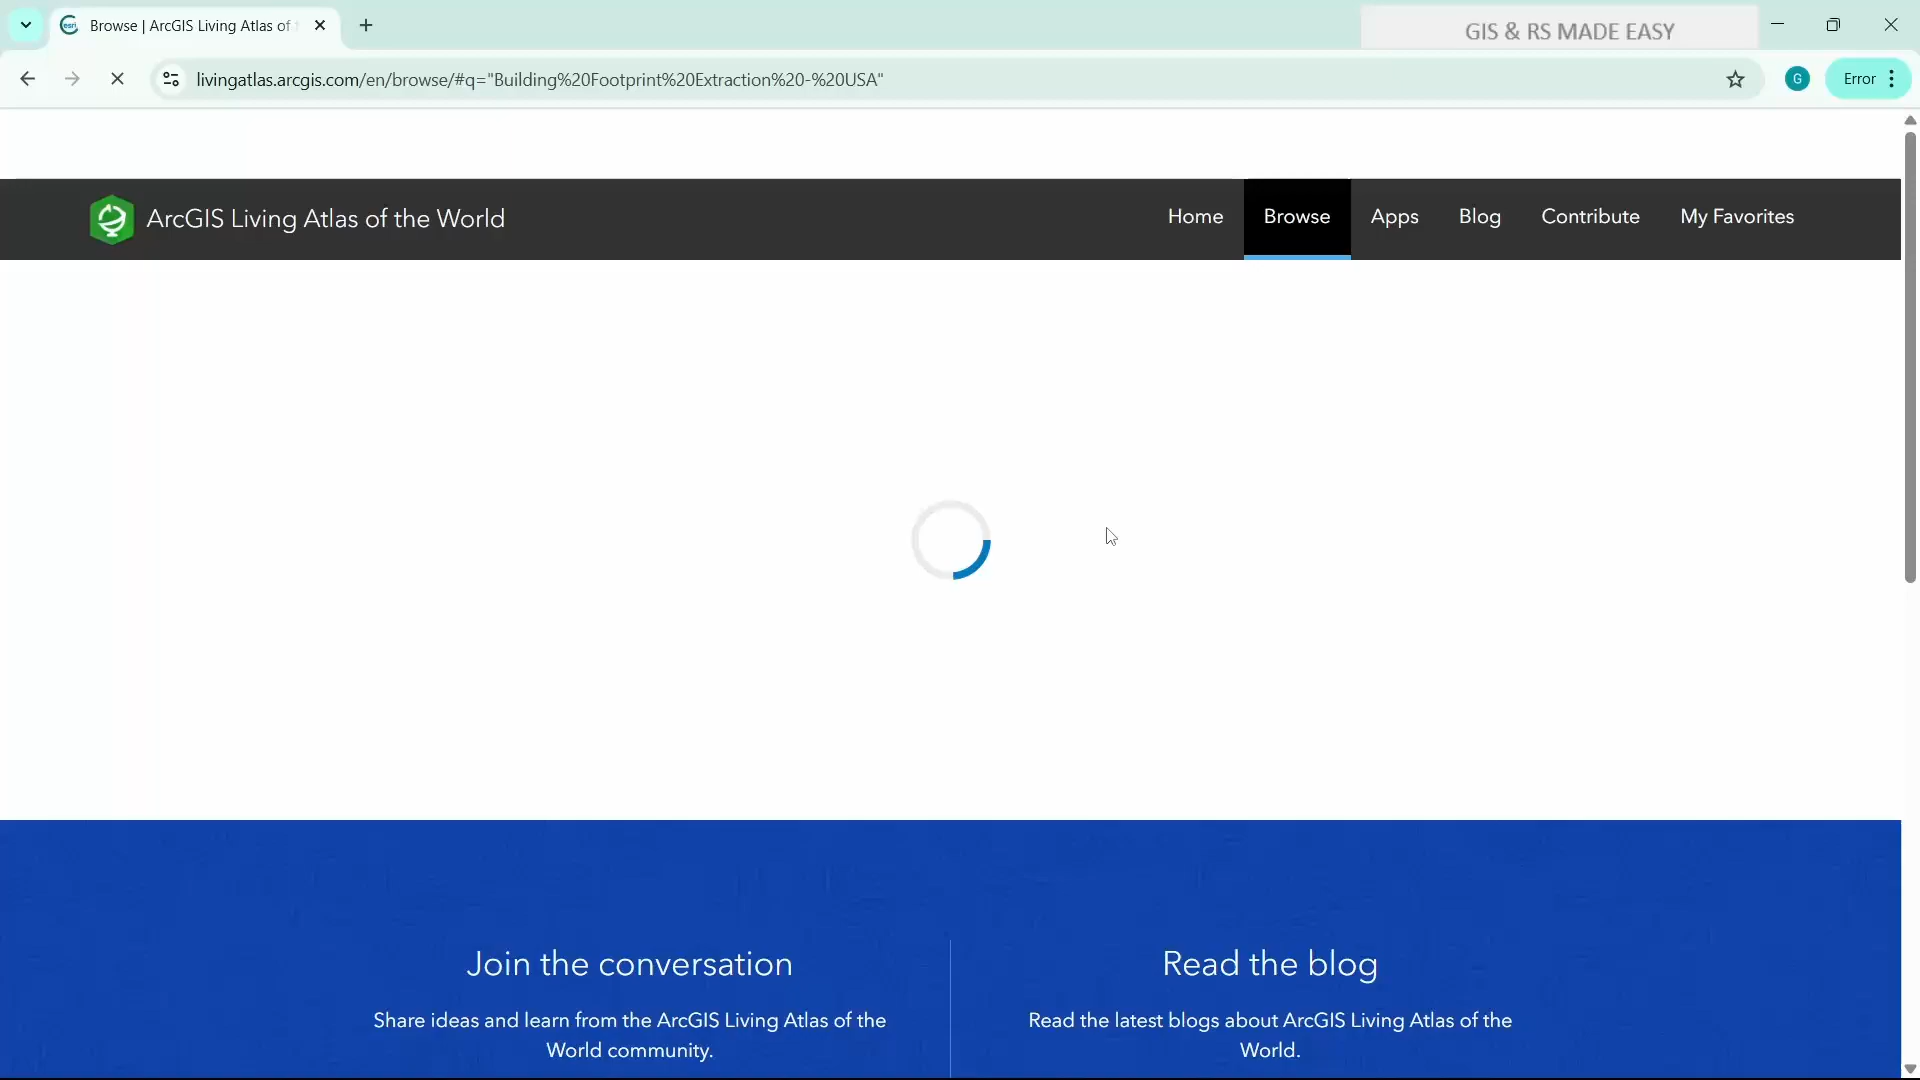 Browse | ArcGIS Living Atlas of
GIS & RS MADE EASY
livingatlas.arcgis.com/en/browse/#q="Building%20Footprint%20Extraction%20-%20USA"
G
Error
esri
ArcGIS Living Atlas of the World
Home
Browse
Apps
Blog
Contribute
My Favorites
Join the conversation
Share ideas and learn from the ArcGIS Living Atlas of the
World community.
Read the blog
Read the latest blogs about ArcGIS Living Atlas of the
World.